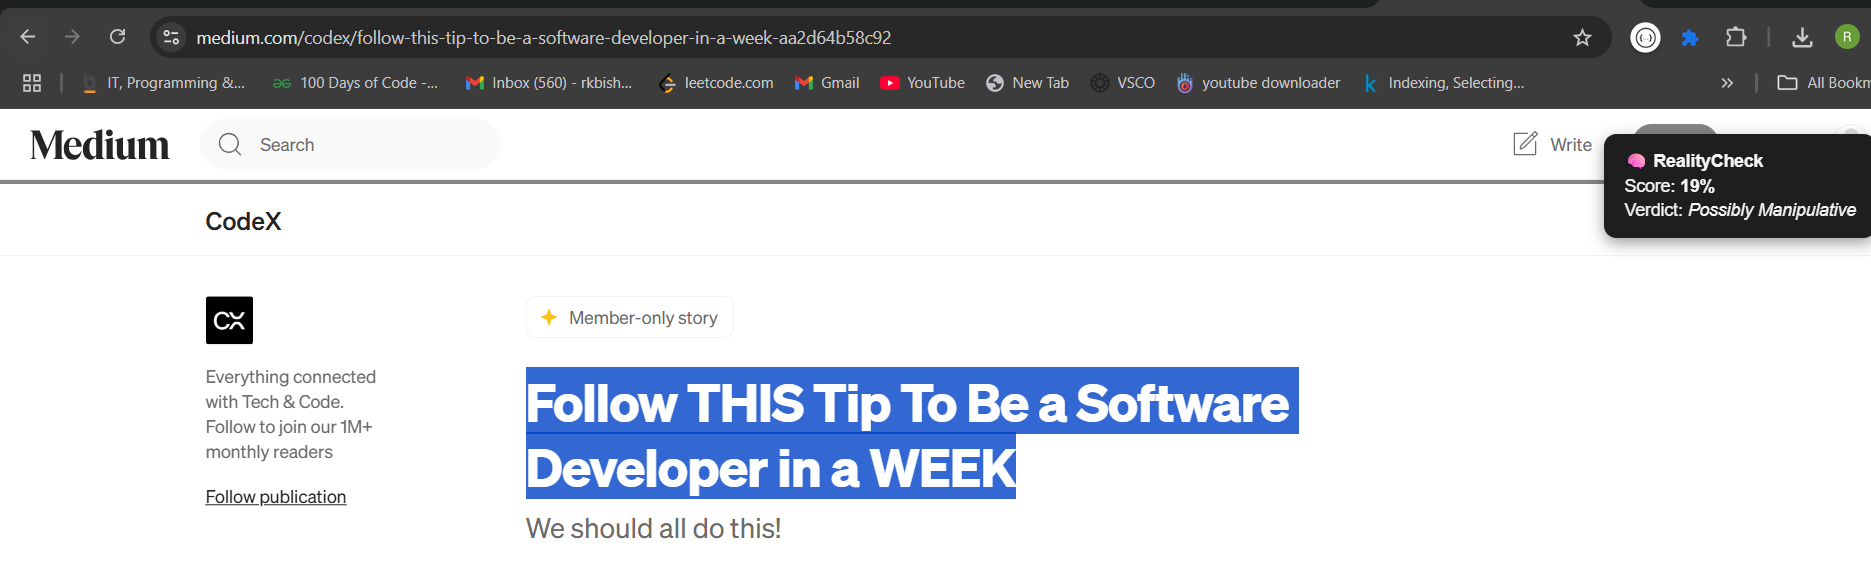 medium.com/codex/follow-this-tip-to-be-a-software-developer-in-a-week-aa2d64b58c92
R
IT, Programming &...
100 Days of Code -...
Inbox (560) - rkbish...
leetcode.com
Gmail
YouTube
New Tab
VSCO
youtube downloader
Indexing, Selecting...
»
All Bookm
Medium
Search
Write
RealityCheck
Score: 19%
Verdict: Possibly Manipulative
CodeX
CX
Member-only story
Everything connected
with Tech & Code.
Follow to join our 1M+
monthly readers
Follow publication
Follow THIS Tip To Be a Software
Developer in a WEEK
We should all do this!